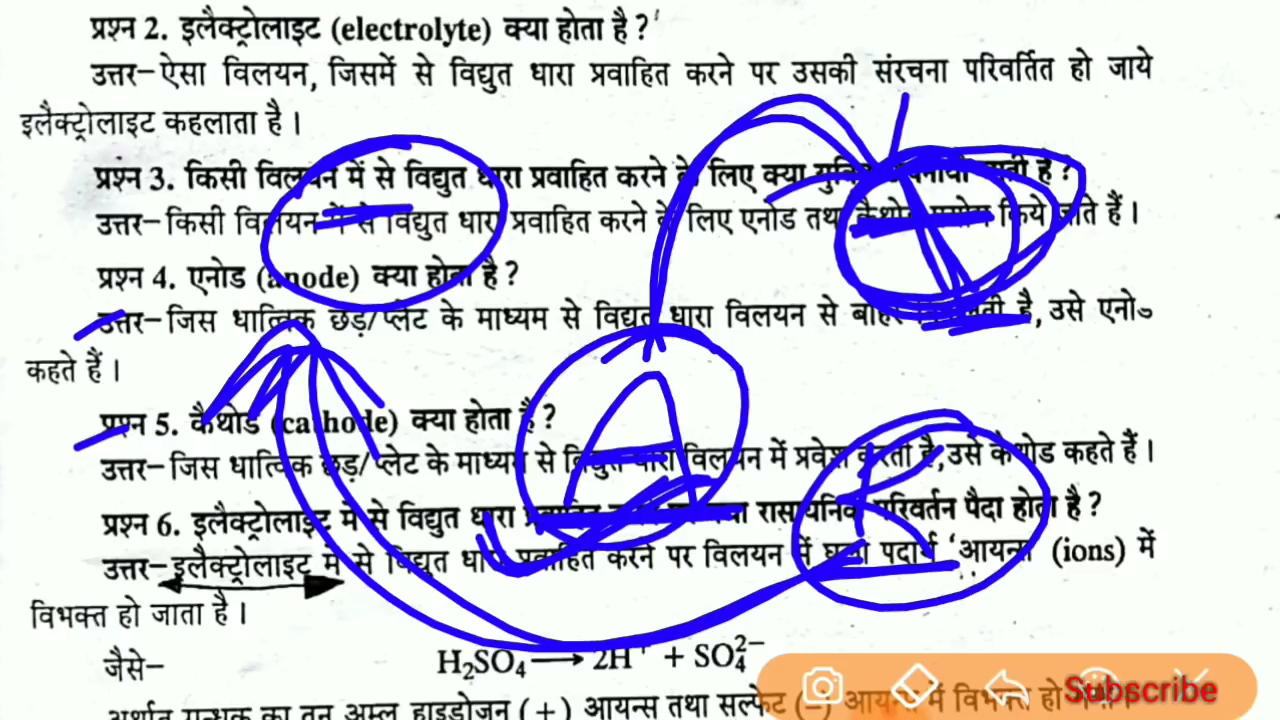 प्रश्न 2. इलैक्ट्रोलाइट (electrolyte) क्या होता है ?
उत्तर– ऐसा विलयन, जिसमें से विद्युत धारा प्रवाहित करने पर उसकी संरचना परिवर्तित हो जाये
इलैक्ट्रोलाइट कहलाता है ।
प्रश्न 3. किसी विलयन में से विद्युत धारा प्रवाहित करने के लिए क्या है ?
उत्तर– किसी विलयन में से विद्युत धारा प्रवाहित करने के लिए एनोड तथा किये जाते हैं ।
प्रश्न 4. एनोड (anode) क्या होता है ?
उत्तर– जिस धात्विक छड़/प्लेट के माध्यम से विद्युत धारा विलयन से बाहर है, उसे
कहते हैं ।
प्रश्न 5. कैथोड (cathode) क्या होता है ?
उत्तर– जिस धात्विक छड़/प्लेट के माध्यम से विद्युत धारा विलयन में प्रवेश करती है, उसे कैथोड कहते हैं ।
प्रश्न 6. इलैक्ट्रोलाइट में से विद्युत धारा रासायनिक परिवर्तन पैदा होता है ?
उत्तर– इलैक्ट्रोलाइट में से विद्युत धारा प्रवाहित करने पर विलयन में पदार्थ 'आयन्स (ions) में
विभक्त हो जाता है ।
जैसे–
H₂SO₄ ⟶ 2H⁺ + SO₄²⁻
(+) आयन्स तथा सल्फेट में विभक्त हो
A
K
Subscribe